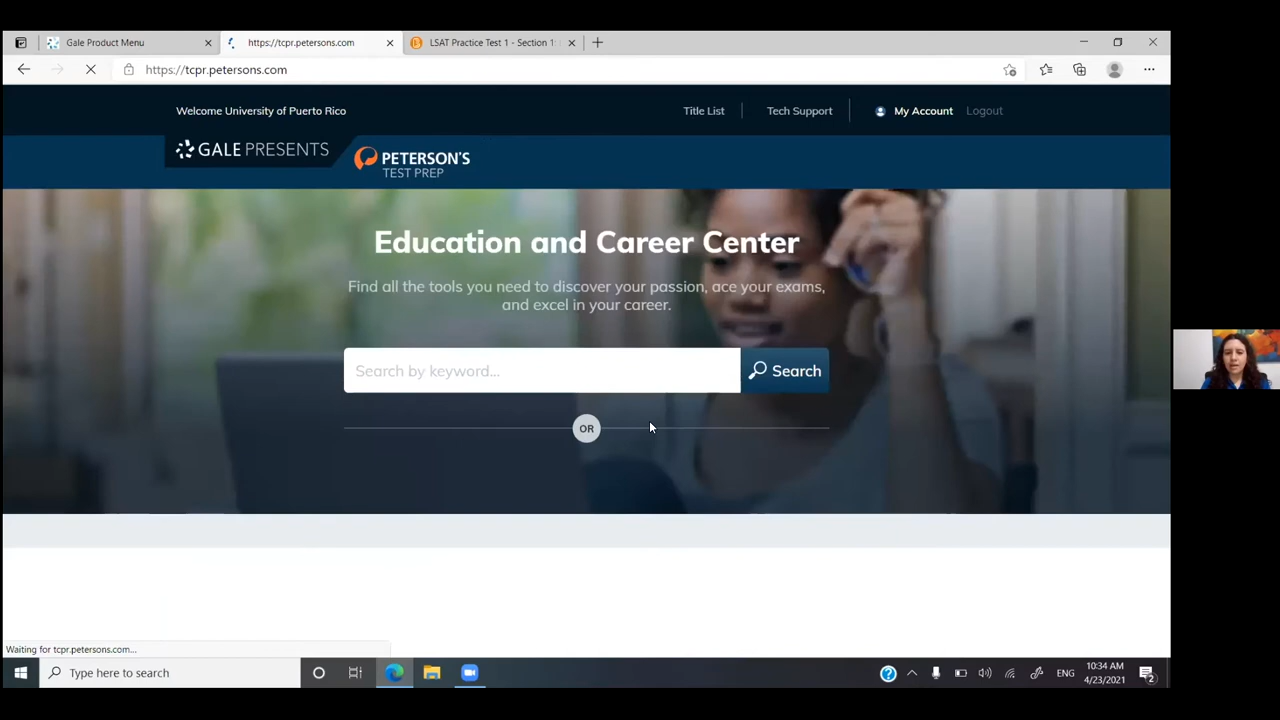 Gale Product Menu
https://tcpr.petersons.com
LSAT Practice Test 1 - Section 1:
https://tcpr.petersons.com
Welcome University of Puerto Rico
Title List
Tech Support
My Account
Logout
GALE PRESENTS
PETERSON'S
TEST PREP
Education and Career Center
Find all the tools you need to discover your passion, ace your exams,
and excel in your career.
Search by keyword...
Search
OR
Waiting for tcpr.petersons.com...
Type here to search
ENG
10:34 AM
4/23/2021
2